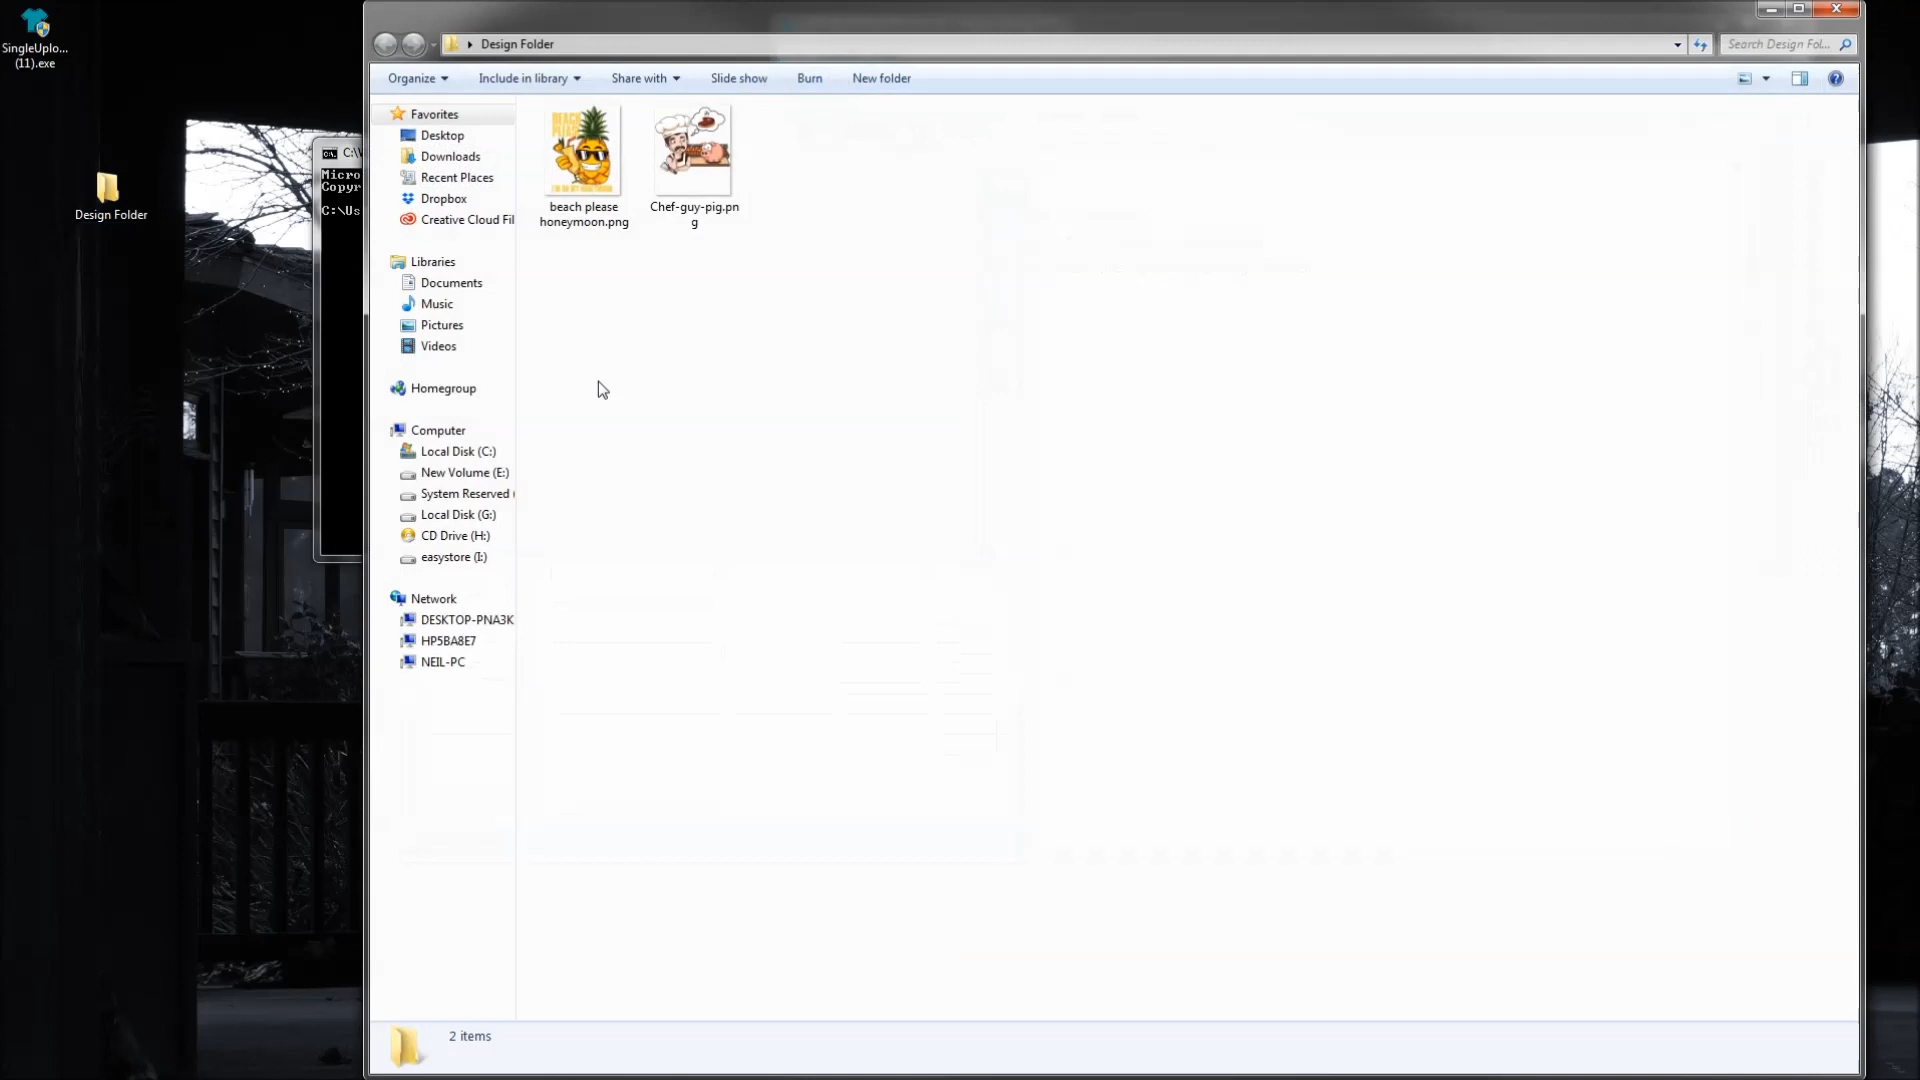 SingleUplo...
(11).exe
Design Folder
C:\
Micro
Copyr
C:\Us
Design Folder
Search Design Fol...
Organize
Include in library
Share with
Slide show
Burn
New folder
Favorites
Desktop
Downloads
Recent Places
Dropbox
Creative Cloud Fil
Libraries
Documents
Music
Pictures
Videos
Homegroup
Computer
Local Disk (C:)
New Volume (E:)
System Reserved (
Local Disk (G:)
CD Drive (H:)
easystore (I:)
Network
DESKTOP-PNA3K
HP5BA8E7
NEIL-PC
BEACH
beach please
honeymoon.png
Chef-guy-pig.pn
g
2 items